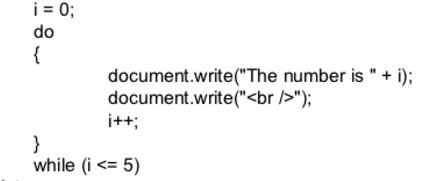 i = 0;
do
{
document.write("The number is " + i);
document.write("<br />");
i++;
}
while (i <= 5)